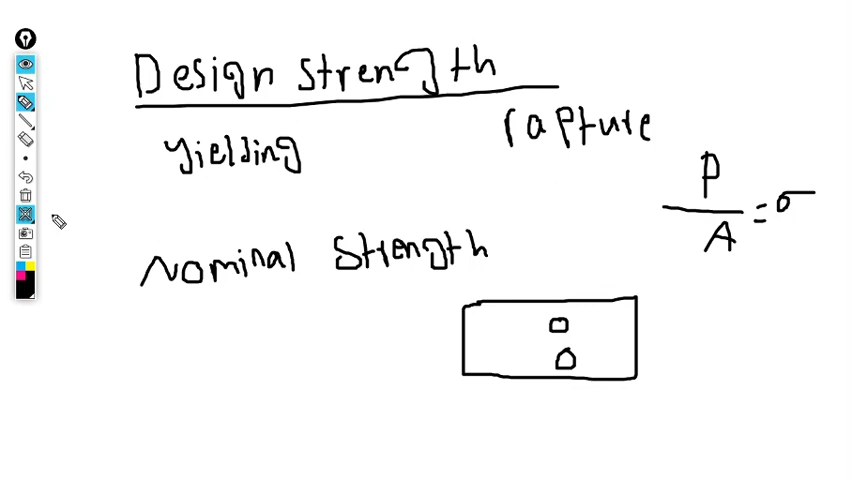 Design strength
yielding
rapture
P
A
= σ
Nominal Strength